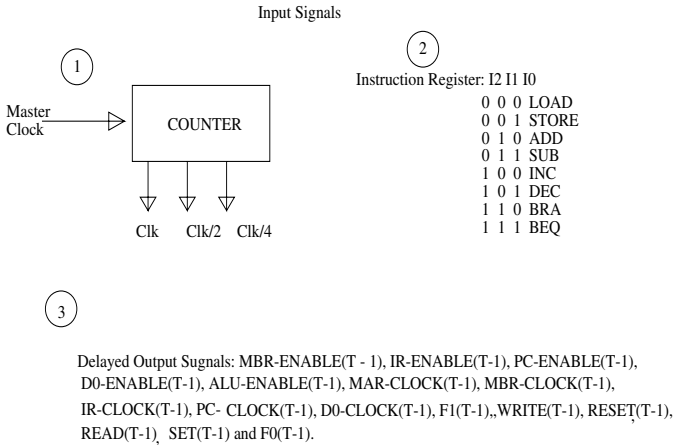 Input Signals
1
2
Instruction Register: I2 I1 I0
0 0 0 LOAD
0 0 1 STORE
0 1 0 ADD
0 1 1 SUB
1 0 0 INC
1 0 1 DEC
1 1 0 BRA
1 1 1 BEQ
Master
Clock
COUNTER
Clk Clk/2 Clk/4
3
Delayed Output Sugnals: MBR-ENABLE(T - 1), IR-ENABLE(T-1), PC-ENABLE(T-1),
D0-ENABLE(T-1), ALU-ENABLE(T-1), MAR-CLOCK(T-1), MBR-CLOCK(T-1),
IR-CLOCK(T-1), PC- CLOCK(T-1), D0-CLOCK(T-1), F1(T-1),,WRITE(T-1), RESET(T-1),
READ(T-1), SET(T-1) and F0(T-1).